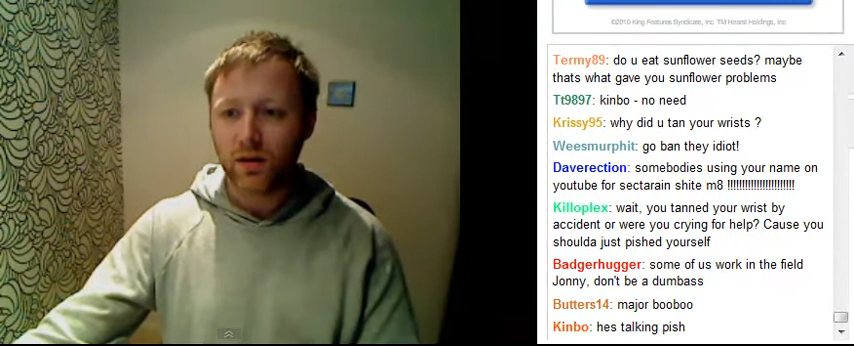 ©2010 King Features Syndicate, Inc. TM Hearst Holdings, Inc.
Termy89: do u eat sunflower seeds? maybe
thats what gave you sunflower problems
Tt9897: kinbo - no need
Krissy95: why did u tan your wrists ?
Weesmurphit: go ban they idiot!
Daverection: somebodies using your name on
youtube for sectarain shite m8 !!!!!!!!!!!!!!!!!!!!!!!
Killoplex: wait, you tanned your wrist by
accident or were you crying for help? Cause you
shoulda just pished yourself
Badgerhugger: some of us work in the field
Jonny, don't be a dumbass
Butters14: major booboo
Kinbo: hes talking pish